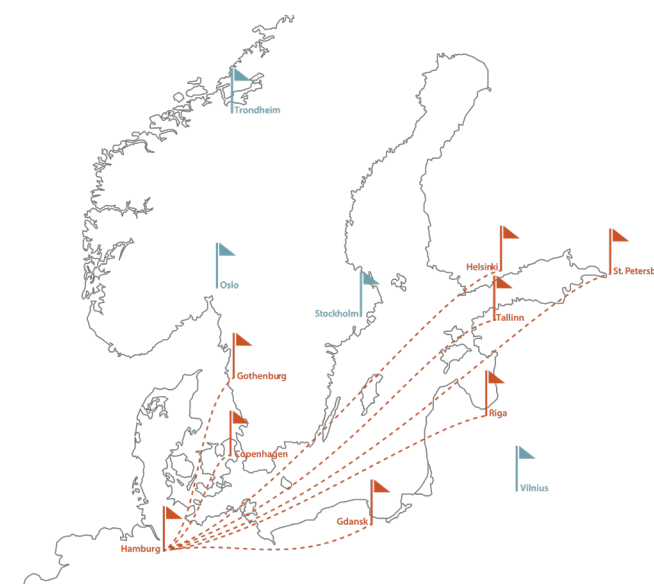 Trondheim
Oslo
Helsinki
St. Petersb
Stockholm
Tallinn
Gothenburg
Riga
Copenhagen
Vilnius
Gdansk
Hamburg